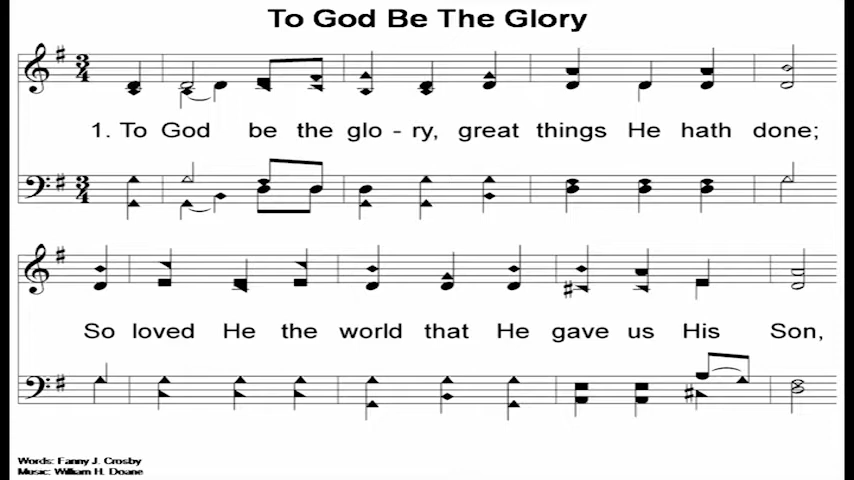 To God Be The Glory
1. To God be the glo - ry, great things He hath done;
So loved He the world that He gave us His Son,
Words: Fanny J. Crosby
Music: William H. Doane